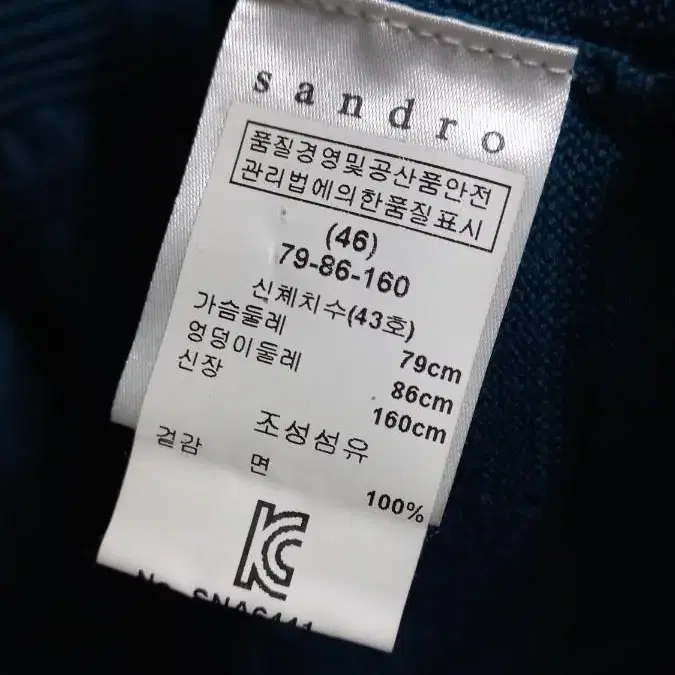 sandro
품질경영및공산품안전
관리법에의한품질표시
(46)
79-86-160
신체치수(43호)
가슴둘레 79cm
엉덩이둘레 86cm
신장 160cm
조성섬유
겉감 면 100%
KC
No. SNA6441